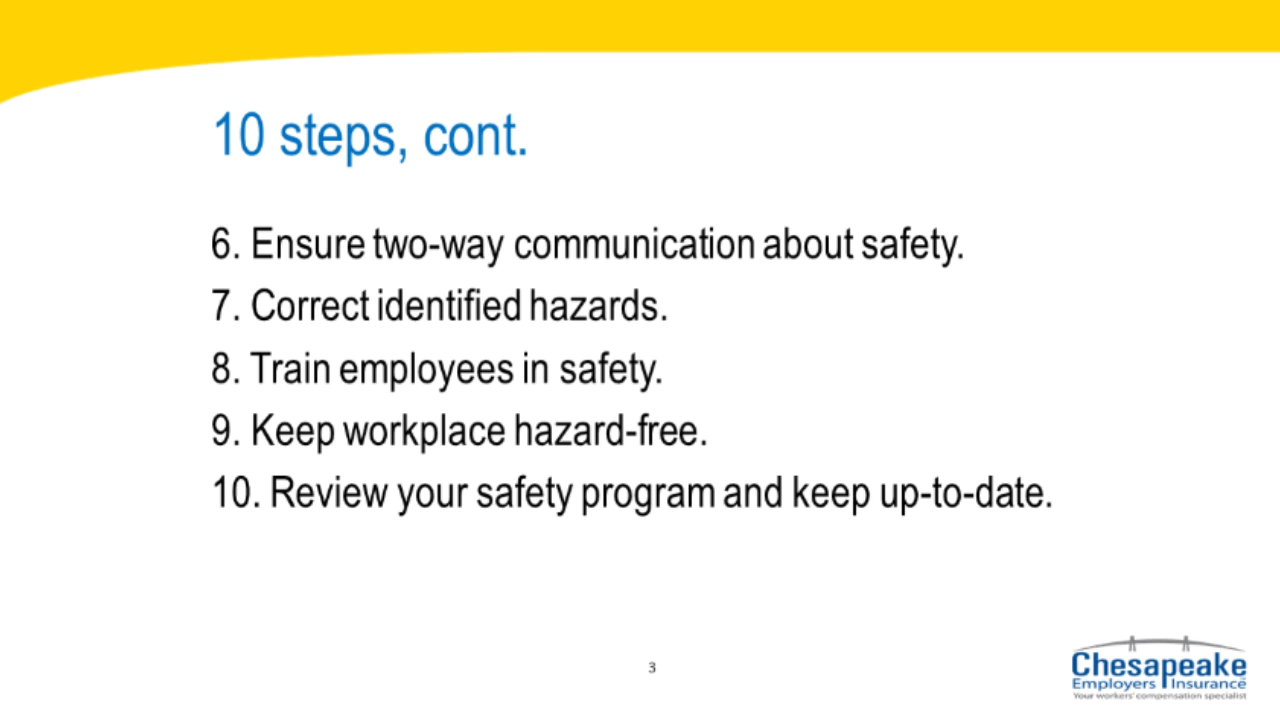 10 steps, cont.
6. Ensure two-way communication about safety.
7. Correct identified hazards.
8. Train employees in safety.
9. Keep workplace hazard-free.
10. Review your safety program and keep up-to-date.
3
Chesapeake
Employers Insurance
Your workers' compensation specialist